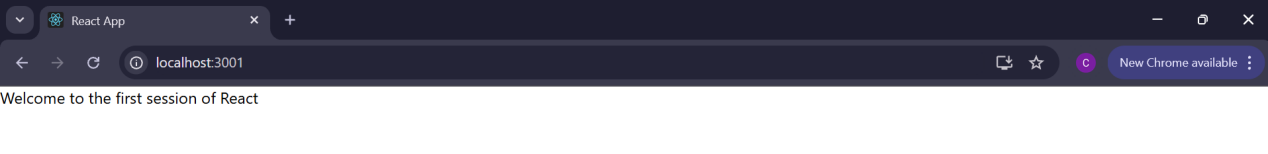 React App
localhost:3001
C
New Chrome available
Welcome to the first session of React